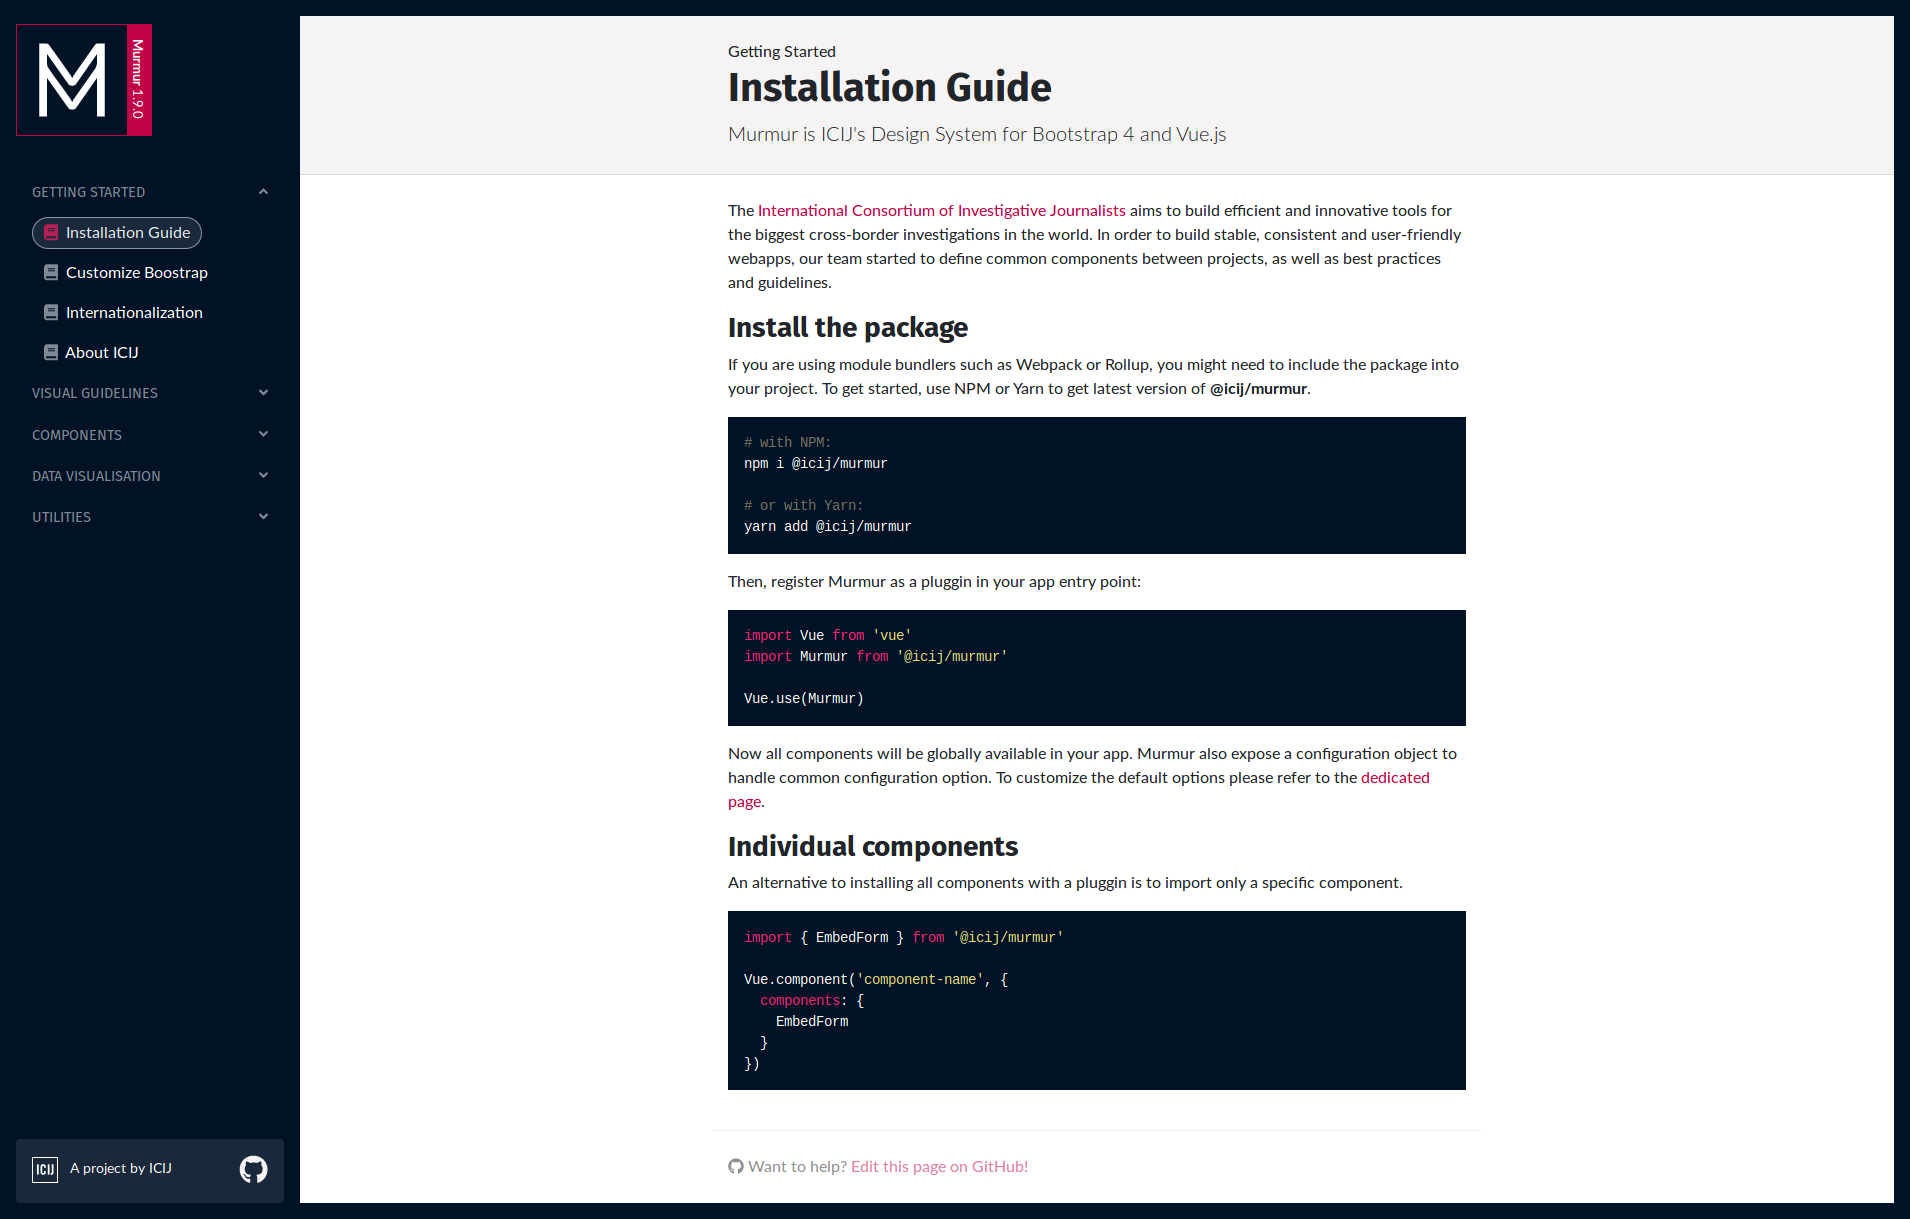 M
Murmur 1.9.0
GETTING STARTED
Installation Guide
Customize Boostrap
Internationalization
About ICIJ
VISUAL GUIDELINES
COMPONENTS
DATA VISUALISATION
UTILITIES
ICIJ
A project by ICIJ
Getting Started
Installation Guide
Murmur is ICIJ's Design System for Bootstrap 4 and Vue.js
The International Consortium of Investigative Journalists aims to build efficient and innovative tools for
the biggest cross-border investigations in the world. In order to build stable, consistent and user-friendly
webapps, our team started to define common components between projects, as well as best practices
and guidelines.
Install the package
If you are using module bundlers such as Webpack or Rollup, you might need to include the package into
your project. To get started, use NPM or Yarn to get latest version of @icij/murmur.
# with NPM:
npm i @icij/murmur
# or with Yarn:
yarn add @icij/murmur
Then, register Murmur as a pluggin in your app entry point:
import Vue from 'vue'
import Murmur from '@icij/murmur'
Vue.use(Murmur)
Now all components will be globally available in your app. Murmur also expose a configuration object to
handle common configuration option. To customize the default options please refer to the dedicated
page.
Individual components
An alternative to installing all components with a pluggin is to import only a specific component.
import { EmbedForm } from '@icij/murmur'
Vue.component('component-name', {
  components: {
    EmbedForm
  }
})
Want to help? Edit this page on GitHub!